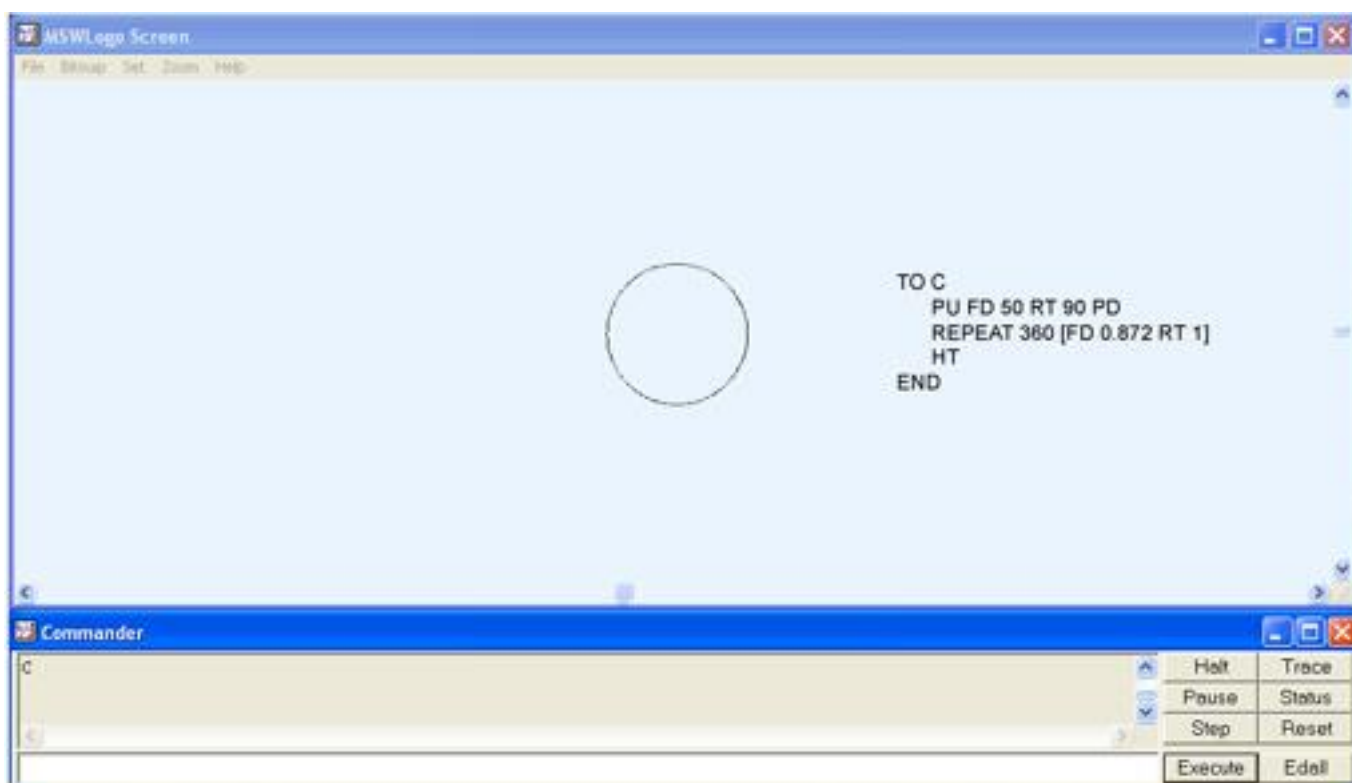 MSWLogo Screen
File Bitmap Set Zoom Help
TO C
PU FD 50 RT 90 PD
REPEAT 360 [FD 0.872 RT 1]
HT
END
Commander
C
Halt Trace
Pause Status
Step Reset
Execute Edall